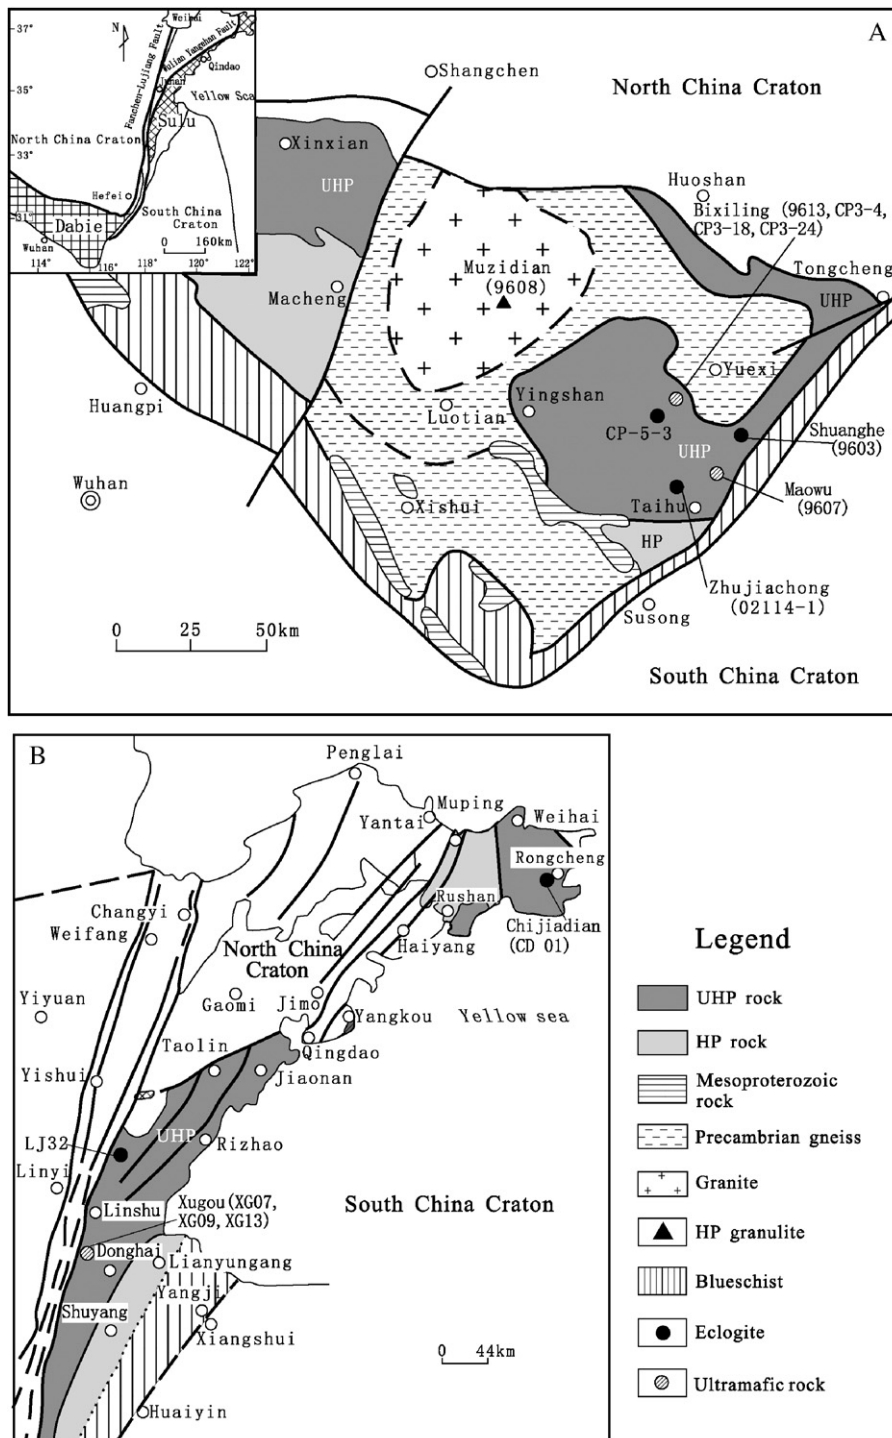 A
N
Weihai
37°
35°
33°
31°
Tanchen-Lujiang Fault
Wulian Yangshan Fault
Qindao
Junan
Yellow Sea
Sulu
North China Craton
Hefei
South China
Craton
Dabie
Wuhan
0 160km
114° 116° 118° 120° 122°
Shangchen
North China Craton
Xinxian
UHP
Huoshan
Bixiling (9613, CP3-4,
CP3-18, CP3-24)
Tongcheng
Macheng
Muzidian
(9608)
UHP
Yuexi
Huangpi
Luotian
Yingshan
CP-5-3
UHP
Shuanghe
(9603)
Wuhan
Xishui
Taihu
Maowu
(9607)
HP
Zhujiachong
(02114-1)
Susong
0 25 50km
South China Craton
B
Penglai
Muping
Yantai
Weihai
Rongcheng
Rushan
Changyi
Weifang
Chijiadian
(CD 01)
North China
Craton
Haiyang
Yiyuan
Gaomi
Jimo
Yangkou
Yellow sea
Qingdao
Taolin
Jiaonan
Yishui
UHP
Rizhao
LJ32
Linyi
Xugou(XG07,
XG09, XG13)
South China Craton
Linshu
Donghai
Lianyungang
Yangji
Shuyang
Xiangshui
0 44km
Huaiyin
Legend
UHP rock
HP rock
Mesoproterozoic
rock
Precambrian gneiss
Granite
HP granulite
Blueschist
Eclogite
Ultramafic rock